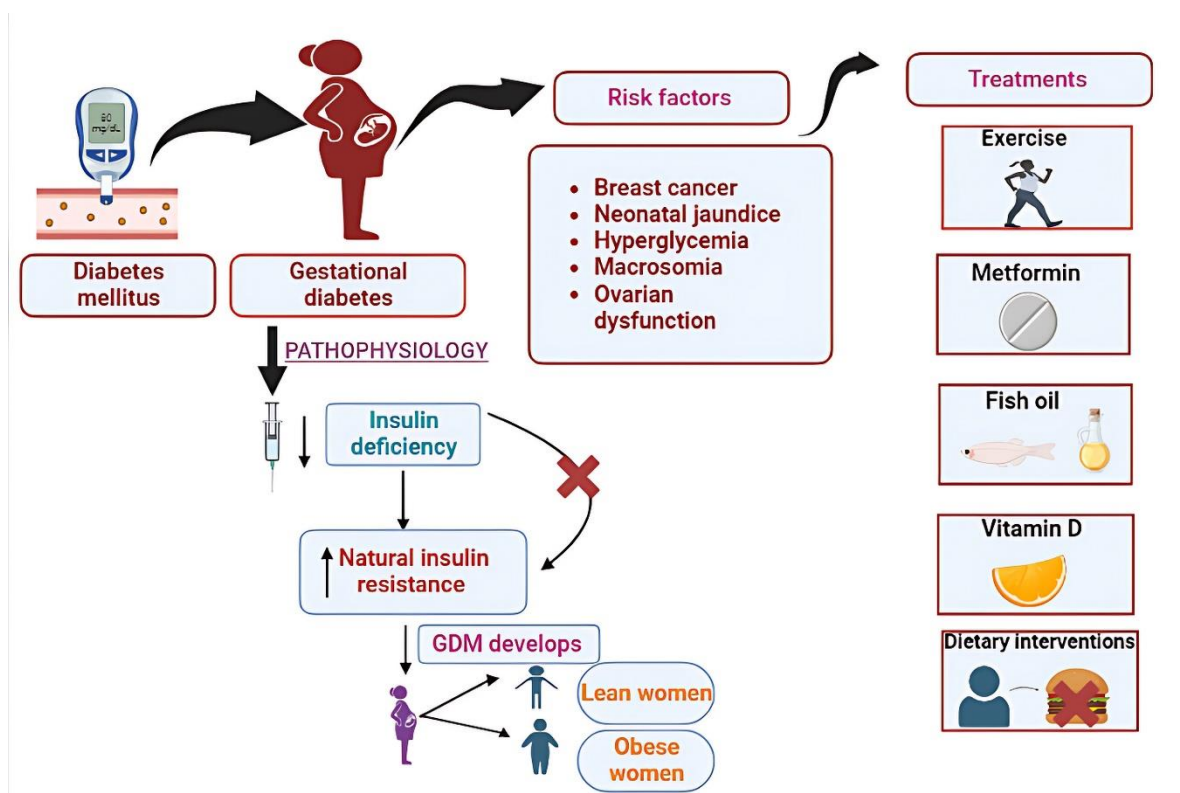 80
mg/dL
Diabetes
mellitus
Gestational
diabetes
Risk factors
Breast cancer
Neonatal jaundice
Hyperglycemia
Macrosomia
Ovarian
dysfunction
Treatments
Exercise
Metformin
Fish oil
Vitamin D
Dietary interventions
PATHOPHYSIOLOGY
Insulin
deficiency
Natural insulin
resistance
GDM develops
Lean women
Obese
women